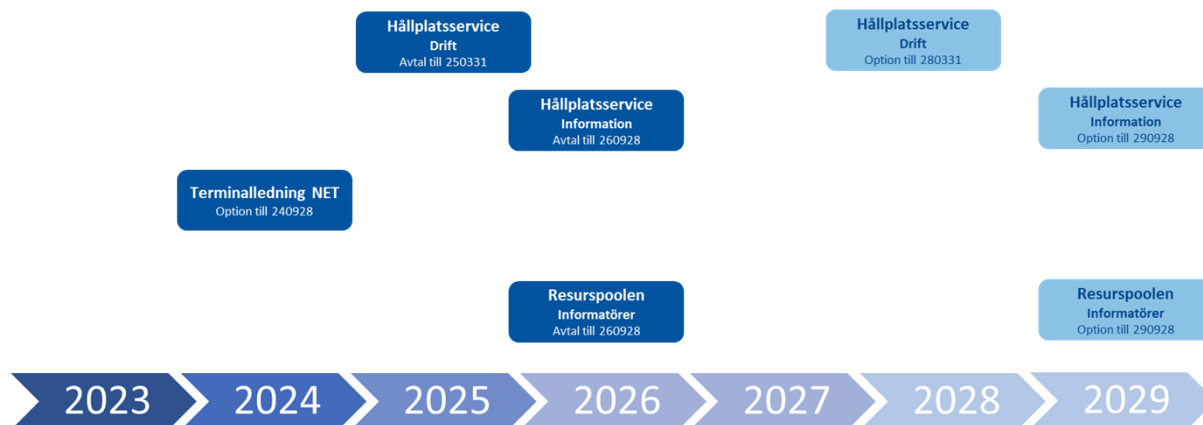 Hållplatsservice
Drift
Avtal till 250331
Hållplatsservice
Drift
Option till 280331
Hållplatsservice
Information
Avtal till 260928
Hållplatsservice
Information
Option till 290928
Terminalledning NET
Option till 240928
Resurspoolen
Informatörer
Avtal till 260928
Resurspoolen
Informatörer
Option till 290928
2023
2024
2025
2026
2027
2028
2029